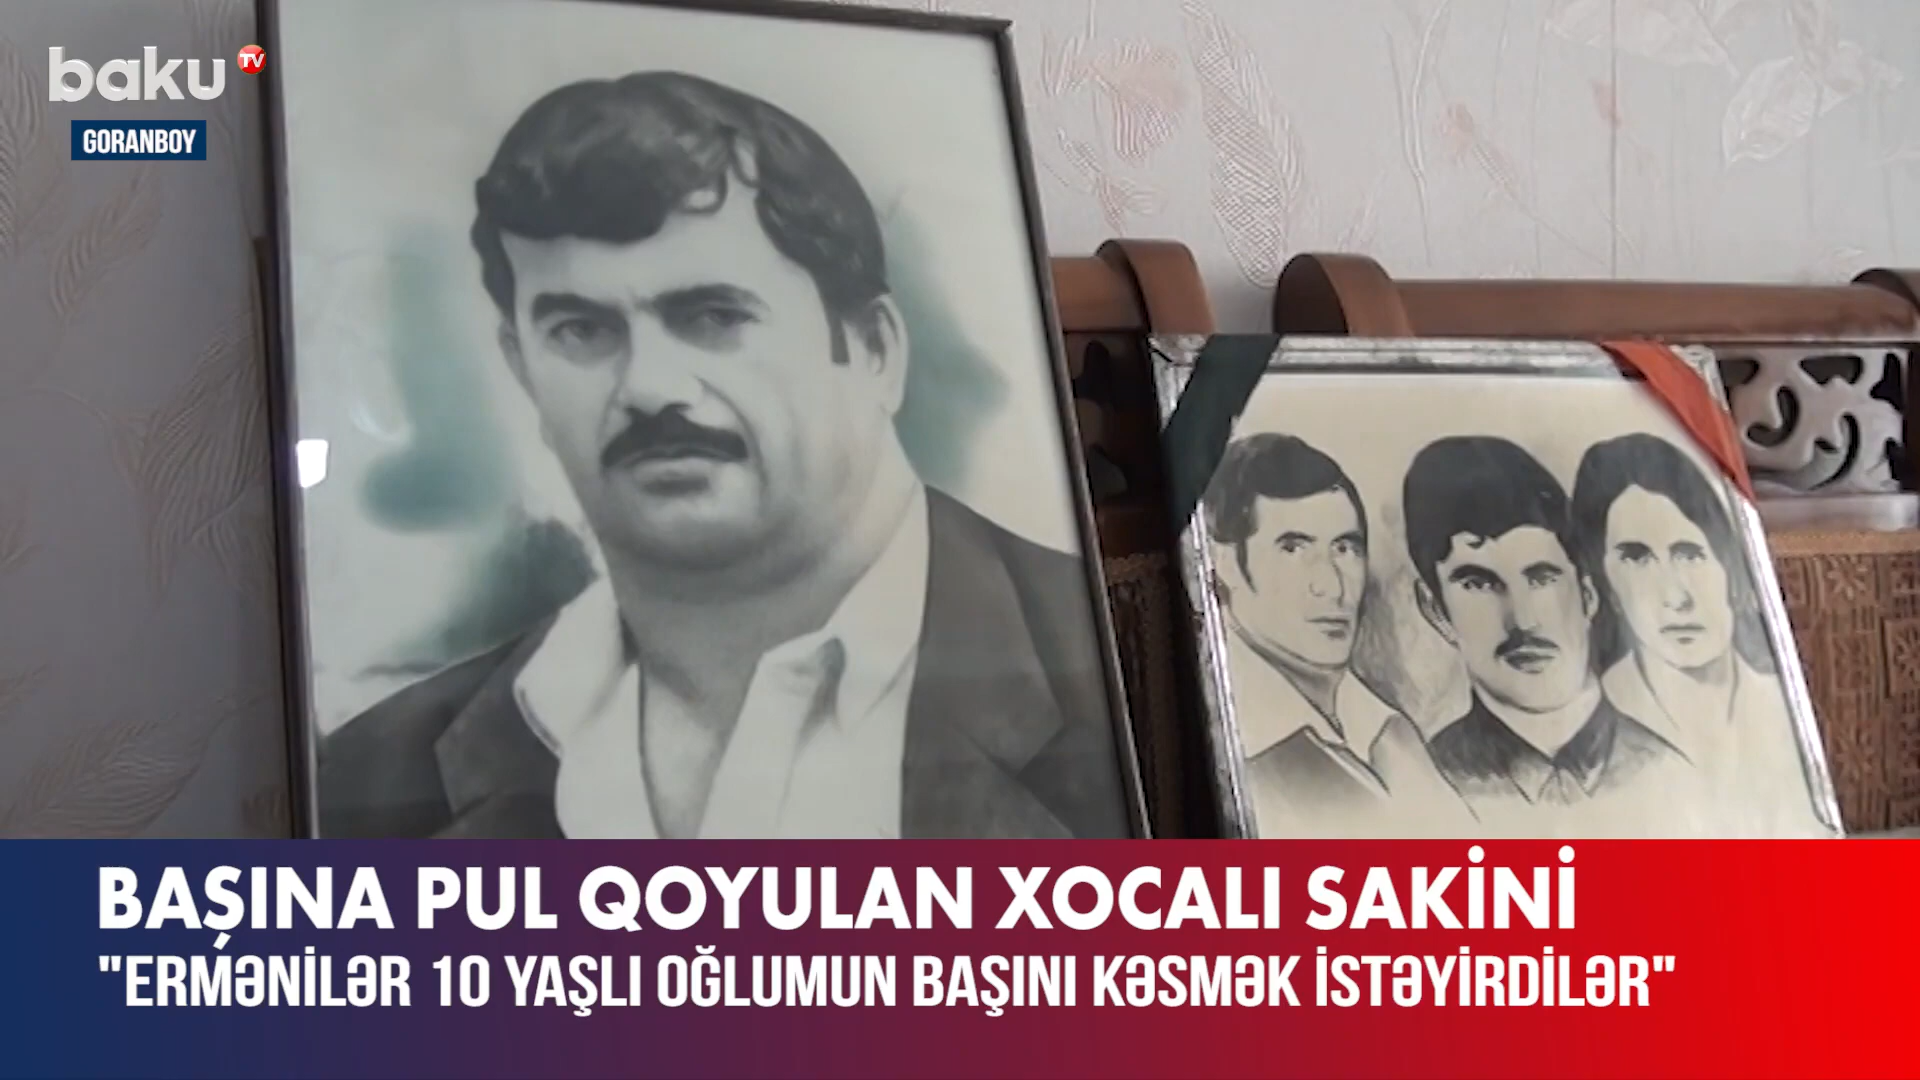 baku TV
GORANBOY
BAŞINA PUL QOYULAN XOCALI SAKİNİ
"ERMƏNİLƏR 10 YAŞLI OĞLUMUN BAŞINI KƏSMƏK İSTƏYİRDİLƏR"